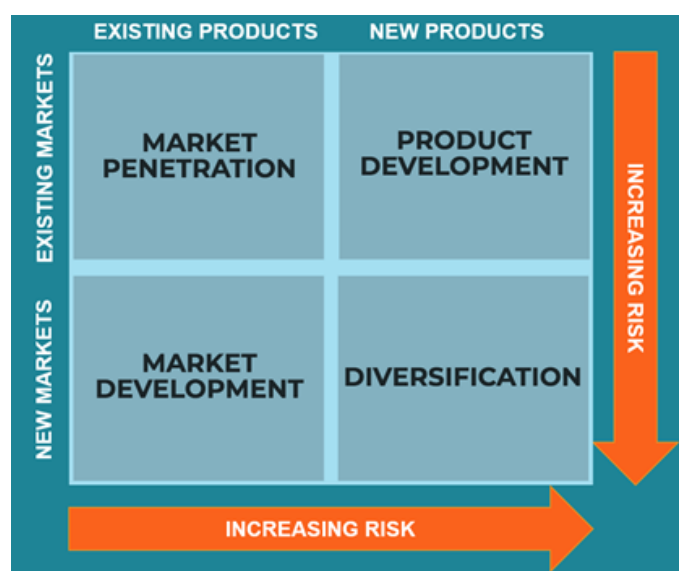 EXISTING PRODUCTS
NEW PRODUCTS
EXISTING MARKETS
MARKET
PENETRATION
PRODUCT
DEVELOPMENT
INCREASING RISK
NEW MARKETS
MARKET
DEVELOPMENT
DIVERSIFICATION
INCREASING RISK